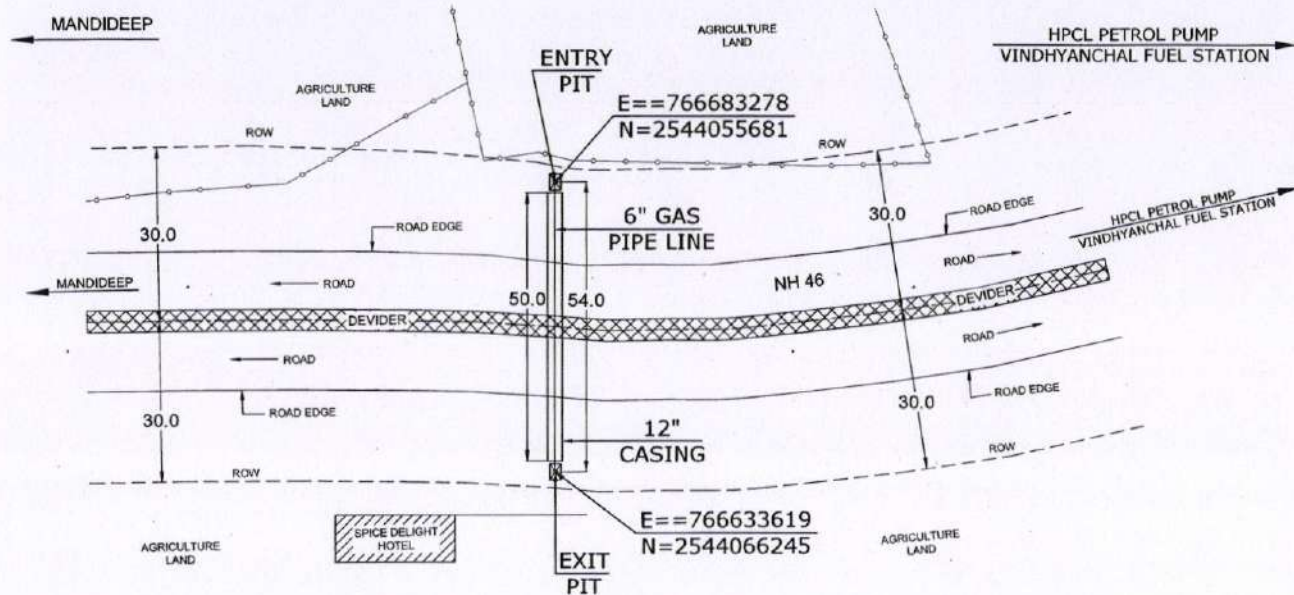 MANDIDEEP
AGRICULTURE
LAND
HPCL PETROL PUMP
VINDHYANCHAL FUEL STATION
ENTRY
PIT
AGRICULTURE
LAND
E==766683278
N=2544055681
ROW
ROW
30.0
ROAD EDGE
6" GAS
PIPE LINE
30.0
ROAD EDGE
HPCL PETROL PUMP
VINDHYANCHAL FUEL STATION
MANDIDEEP
ROAD
50.0
54.0
NH 46
ROAD
DEVIDER
DEVIDER
ROAD
ROAD
30.0
ROAD EDGE
12"
CASING
30.0
ROAD EDGE
ROW
ROW
AGRICULTURE
LAND
SPICE DELIGHT
HOTEL
E==766633619
N=2544066245
AGRICULTURE
LAND
EXIT
PIT